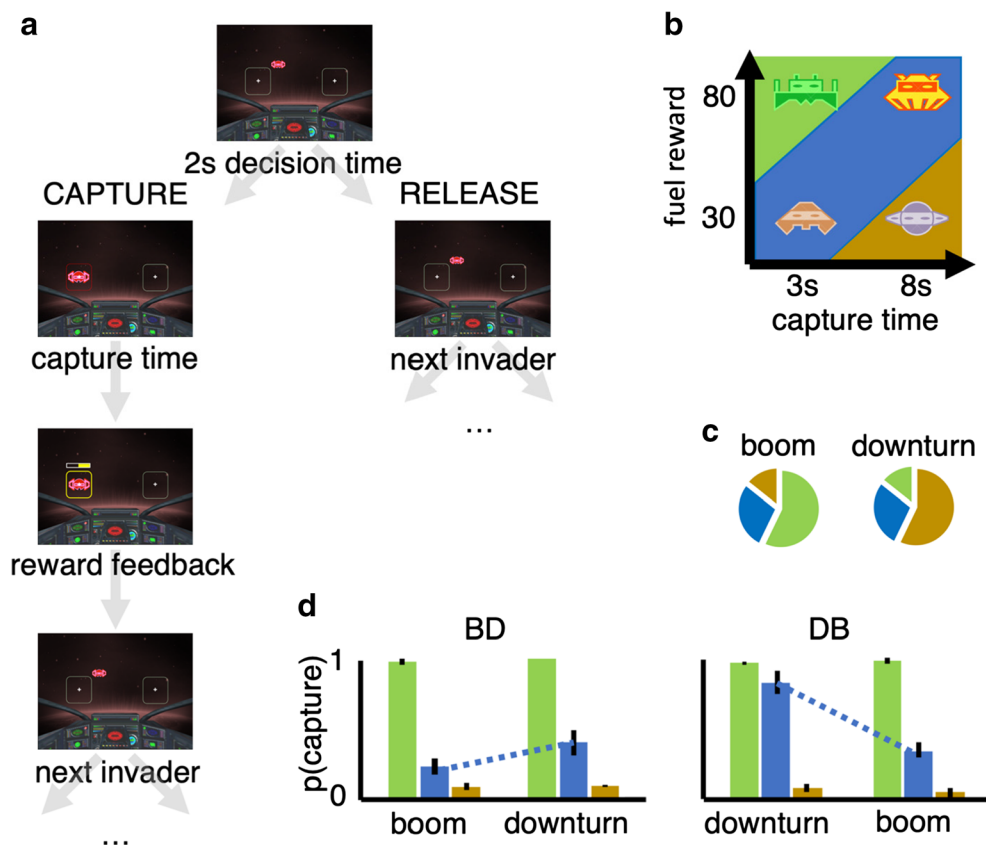 a
2s decision time
CAPTURE
RELEASE
capture time
next invader
...
reward feedback
next invader
...
b
fuel reward
80
30
3s
8s
capture time
c
boom
downturn
d
BD
DB
p(capture)
1
0
boom
downturn
downturn
boom